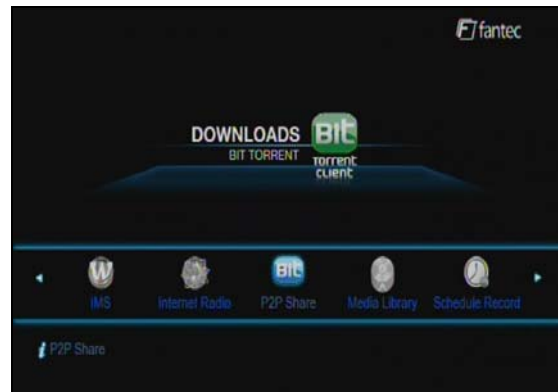 fantec
DOWNLOADS
BIT TORRENT
BIt
TORRENT
CLIENT
W
BIt
IMS
Internet Radio
P2P Share
Media Library
Schedule Record
i P2P Share